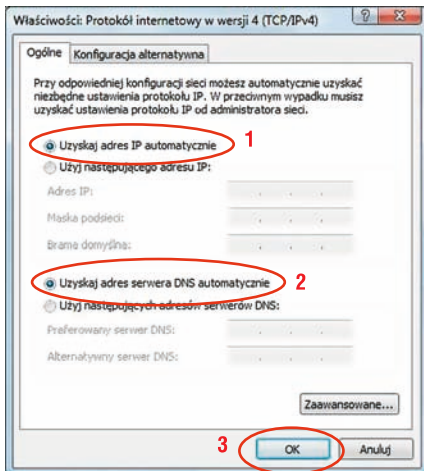 Właściwości: Protokół internetowy w wersji 4 (TCP/IPv4)
Ogólne
Konfiguracja alternatywna
Przy odpowiedniej konfiguracji sieci możesz automatycznie uzyskać
niezbędne ustawienia protokołu IP. W przeciwnym wypadku musisz
uzyskać ustawienia protokołu IP od administratora sieci.
Uzyskaj adres IP automatycznie
1
Użyj następującego adresu IP:
Adres IP:
Maska podsieci:
Brama domyślna:
Uzyskaj adres serwera DNS automatycznie
2
Użyj następujących adresów serwerów DNS:
Preferowany serwer DNS:
Alternatywny serwer DNS:
Zaawansowane...
3
OK
Anuluj